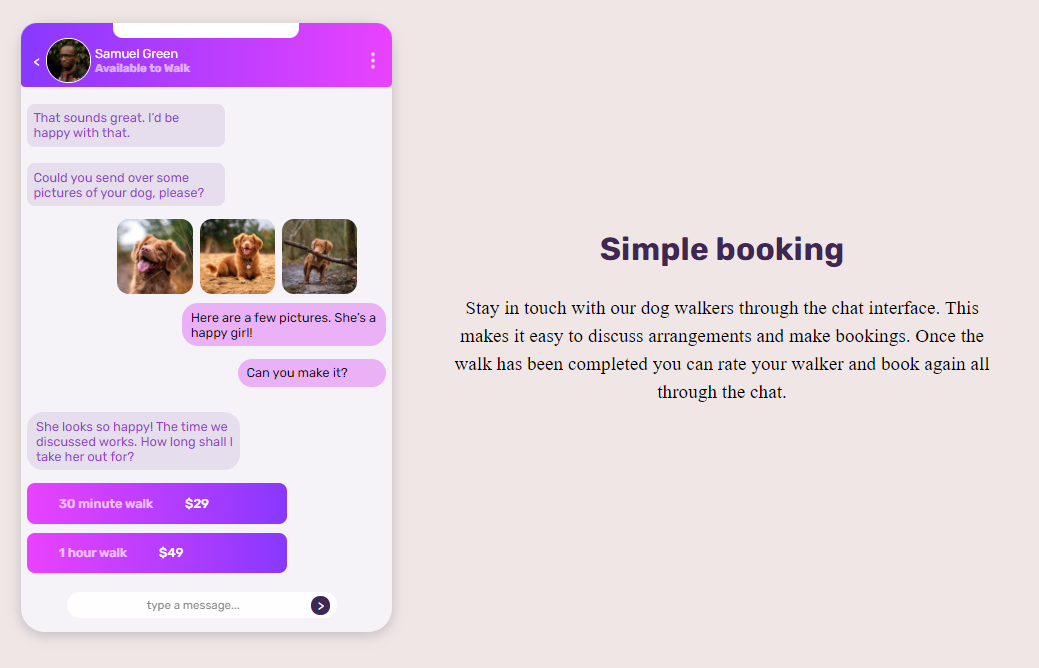 <
Samuel Green
Available to Walk
That sounds great. I'd be
happy with that.
Could you send over some
pictures of your dog, please?
Here are a few pictures. She's a
happy girl!
Can you make it?
She looks so happy! The time we
discussed works. How long shall I
take her out for?
30 minute walk $29
1 hour walk $49
type a message...
>
Simple booking
Stay in touch with our dog walkers through the chat interface. This
makes it easy to discuss arrangements and make bookings. Once the
walk has been completed you can rate your walker and book again all
through the chat.